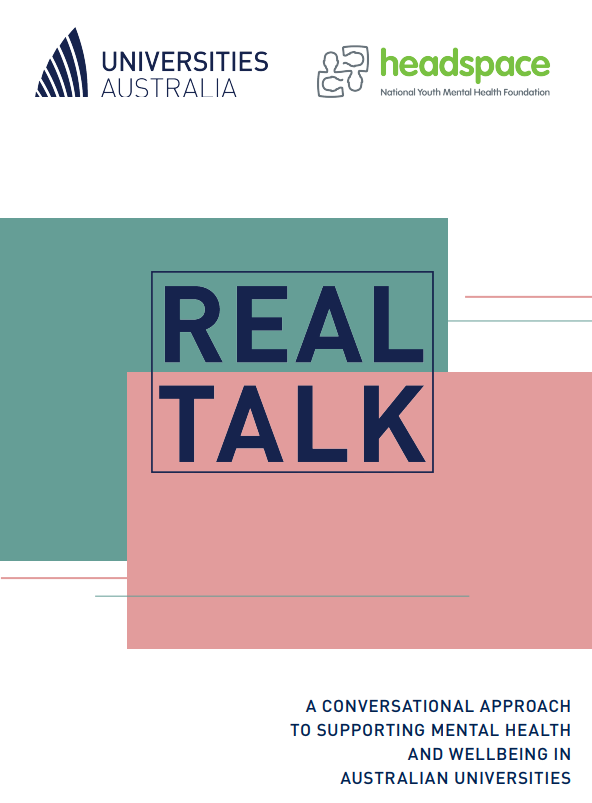 UNIVERSITIES
AUSTRALIA
headspace
National Youth Mental Health Foundation
REAL
TALK
A CONVERSATIONAL APPROACH
TO SUPPORTING MENTAL HEALTH
AND WELLBEING IN
AUSTRALIAN UNIVERSITIES